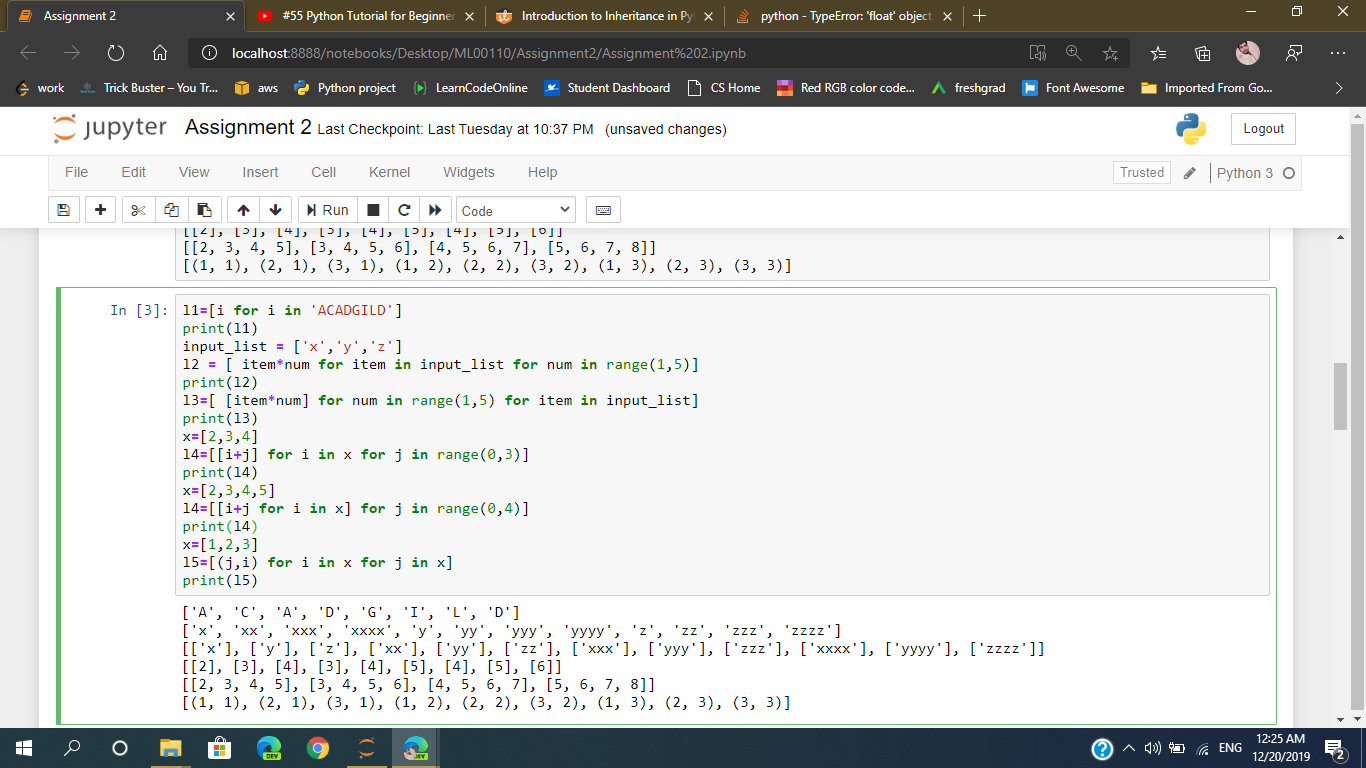 Assignment 2
#55 Python Tutorial for Beginner
Introduction to Inheritance in Py
python - TypeError: 'float' object
localhost:8888/notebooks/Desktop/ML00110/Assignment2/Assignment%202.ipynb
work
Trick Buster – You Tr...
aws
Python project
LearnCodeOnline
Student Dashboard
CS Home
Red RGB color code...
freshgrad
Font Awesome
Imported From Go...
jupyter Assignment 2 Last Checkpoint: Last Tuesday at 10:37 PM (unsaved changes)
Logout
File Edit View Insert Cell Kernel Widgets Help
Trusted
Python 3
Run
Code
[[2], [3], [4], [3], [4], [5], [4], [5], [6]]
[[2, 3, 4, 5], [3, 4, 5, 6], [4, 5, 6, 7], [5, 6, 7, 8]]
[(1, 1), (2, 1), (3, 1), (1, 2), (2, 2), (3, 2), (1, 3), (2, 3), (3, 3)]
In [3]:
l1=[i for i in 'ACADGILD']
print(l1)
input_list = ['x','y','z']
l2 = [ item*num for item in input_list for num in range(1,5)]
print(l2)
l3=[ [item*num] for num in range(1,5) for item in input_list]
print(l3)
x=[2,3,4]
l4=[[i+j] for i in x for j in range(0,3)]
print(l4)
x=[2,3,4,5]
l4=[[i+j for i in x] for j in range(0,4)]
print(l4)
x=[1,2,3]
l5=[(j,i) for i in x for j in x]
print(l5)
['A', 'C', 'A', 'D', 'G', 'I', 'L', 'D']
['x', 'xx', 'xxx', 'xxxx', 'y', 'yy', 'yyy', 'yyyy', 'z', 'zz', 'zzz', 'zzzz']
[['x'], ['y'], ['z'], ['xx'], ['yy'], ['zz'], ['xxx'], ['yyy'], ['zzz'], ['xxxx'], ['yyyy'], ['zzzz']]
[[2], [3], [4], [3], [4], [5], [4], [5], [6]]
[[2, 3, 4, 5], [3, 4, 5, 6], [4, 5, 6, 7], [5, 6, 7, 8]]
[(1, 1), (2, 1), (3, 1), (1, 2), (2, 2), (3, 2), (1, 3), (2, 3), (3, 3)]
DEV
DEV
ENG
12:25 AM
12/20/2019
2